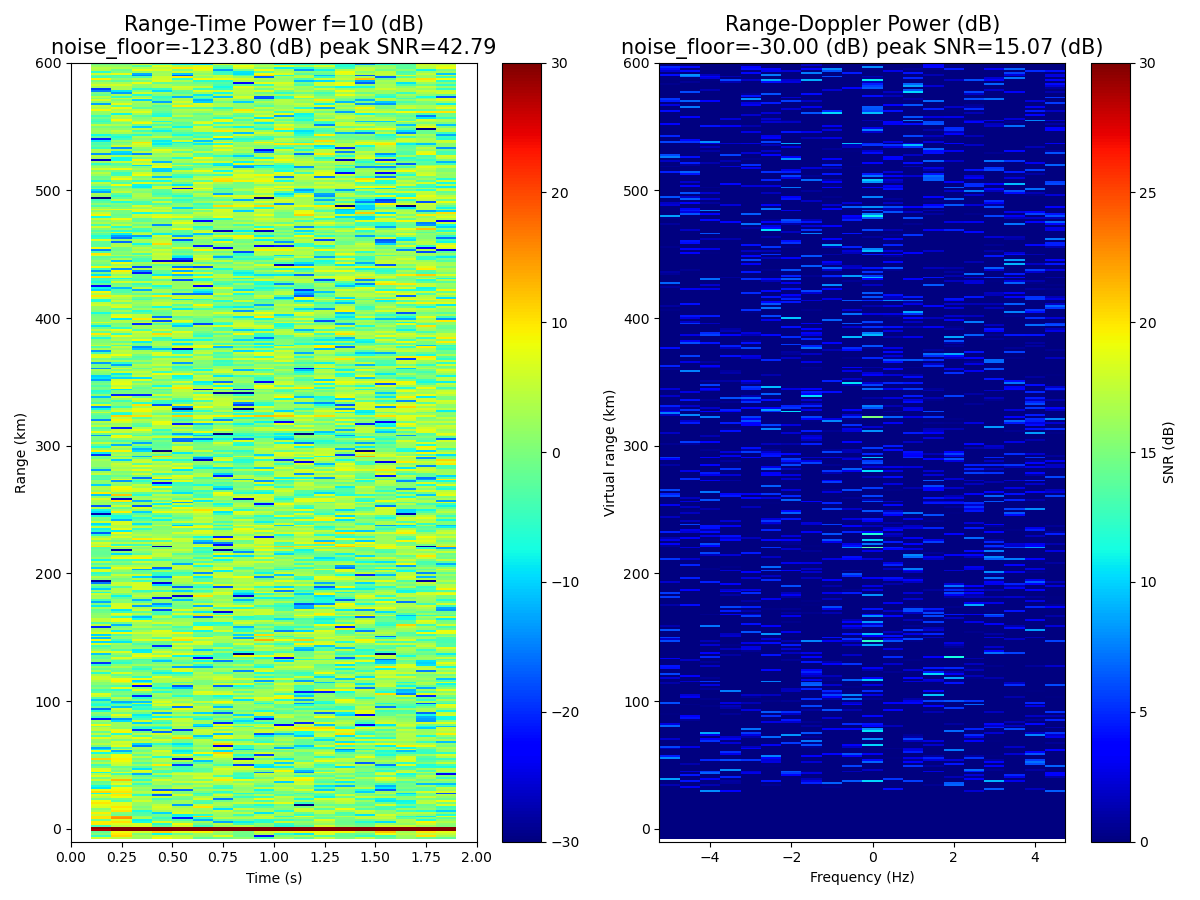 Range-Time Power f=10 (dB)
noise_floor=-123.80 (dB) peak SNR=42.79
600
500
400
300
200
100
0
Range (km)
0.00 0.25 0.50 0.75 1.00 1.25 1.50 1.75 2.00
Time (s)
30
20
10
0
−10
−20
−30
Range-Doppler Power (dB)
noise_floor=-30.00 (dB) peak SNR=15.07 (dB)
600
500
400
300
200
100
0
Virtual range (km)
−4 −2 0 2 4
Frequency (Hz)
30
25
20
15
10
5
0
SNR (dB)